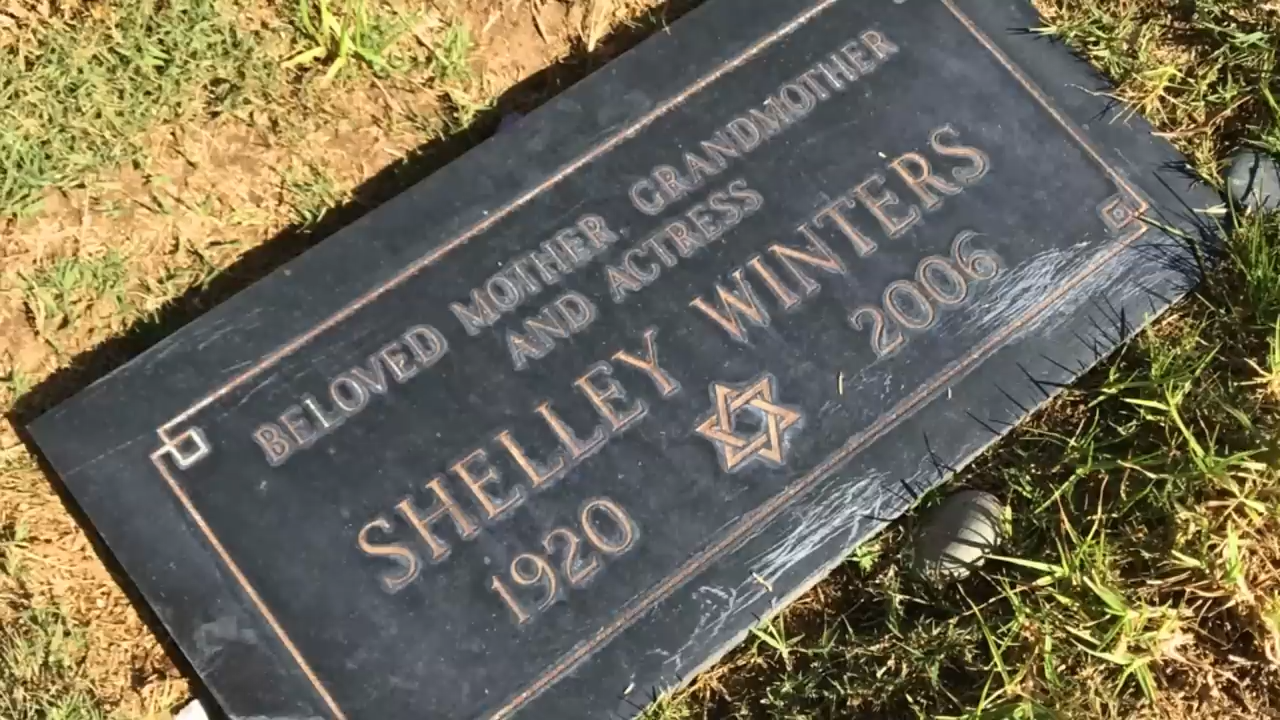 BELOVED MOTHER GRANDMOTHER
AND ACTRESS
SHELLEY WINTERS
1920 2006